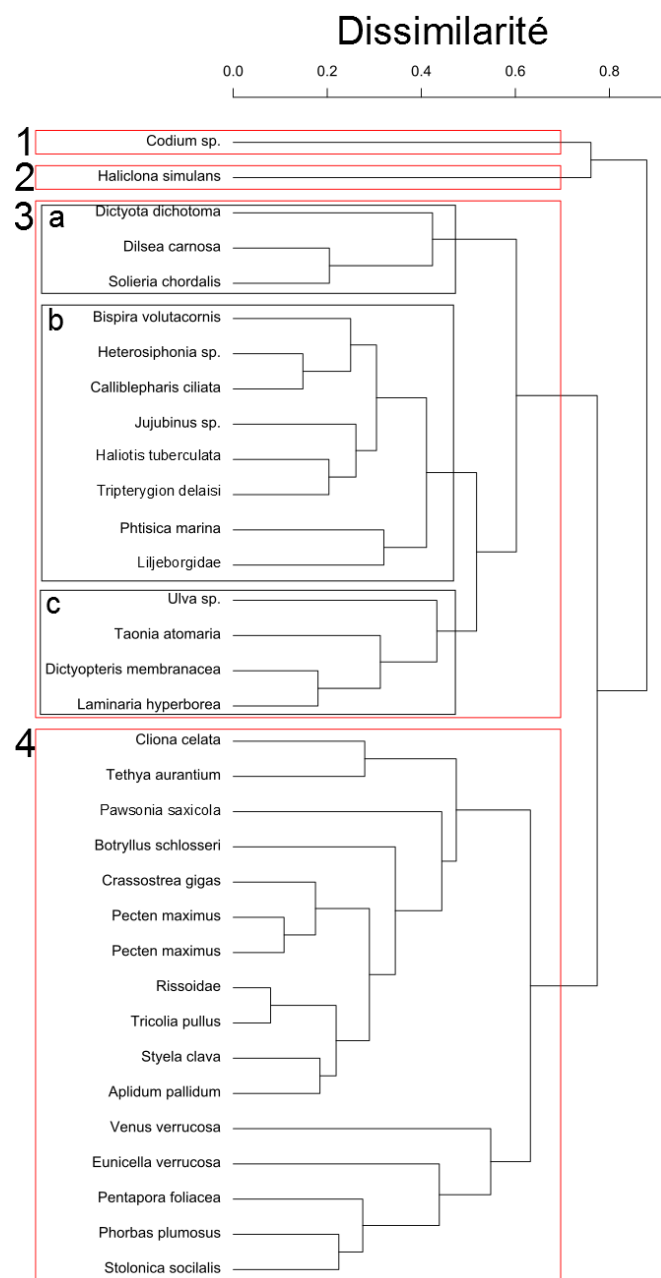 Dissimilarité
0.0 0.2 0.4 0.6 0.8
1 Codium sp.
2 Haliclona simulans
3 a Dictyota dichotoma
Dilsea carnosa
Solieria chordalis
b Bispira volutacornis
Heterosiphonia sp.
Calliblepharis ciliata
Jujubinus sp.
Haliotis tuberculata
Tripterygion delaisi
Phtisica marina
Liljeborgidae
c Ulva sp.
Taonia atomaria
Dictyopteris membranacea
Laminaria hyperborea
4 Cliona celata
Tethya aurantium
Pawsonia saxicola
Botryllus schlosseri
Crassostrea gigas
Pecten maximus
Pecten maximus
Rissoidae
Tricolia pullus
Styela clava
Aplidum pallidum
Venus verrucosa
Eunicella verrucosa
Pentapora foliacea
Phorbas plumosus
Stolonica socilalis